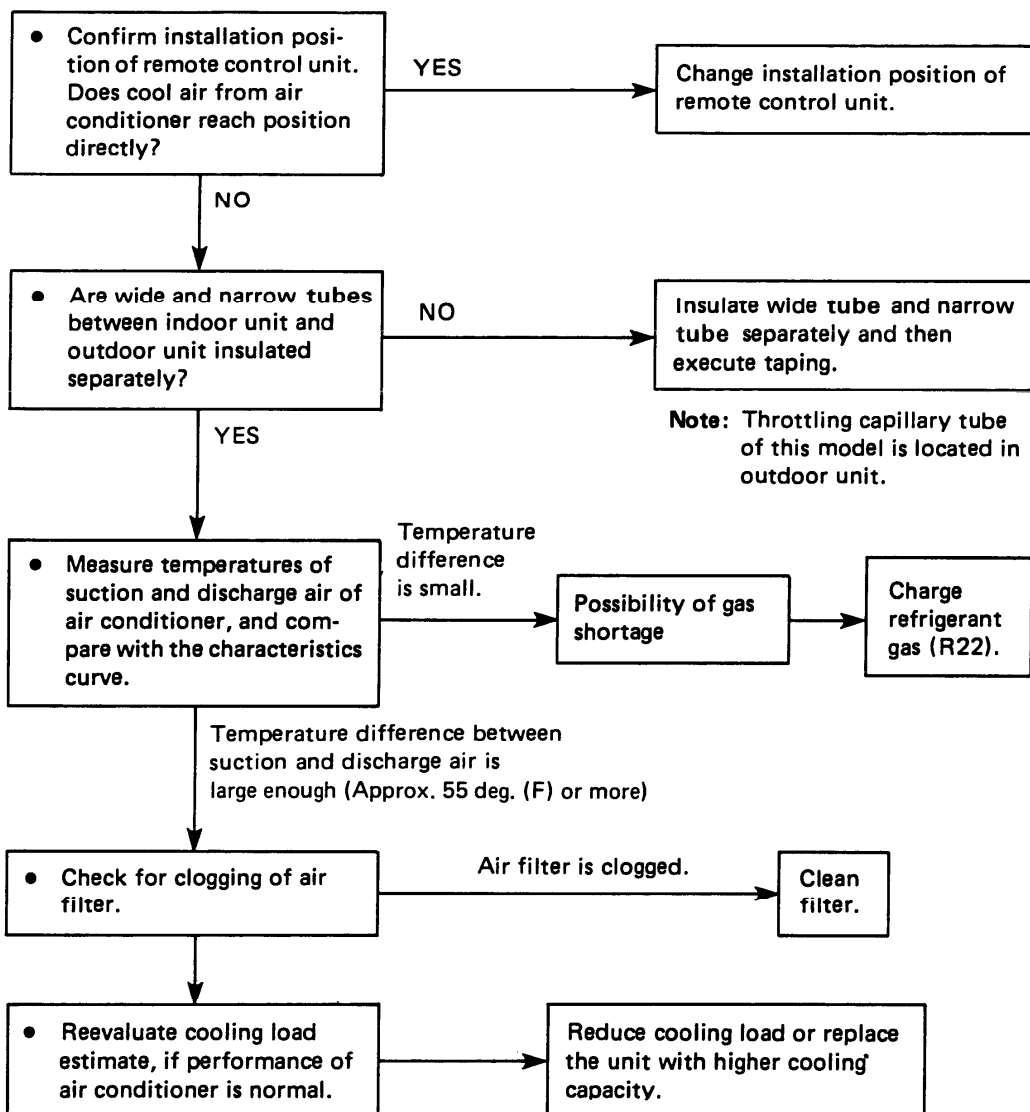 ● Confirm installation posi-
tion of remote control unit.
Does cool air from air
conditioner reach position
directly?
YES
Change installation position of
remote control unit.
NO
● Are wide and narrow tubes
between indoor unit and
outdoor unit insulated
separately?
NO
Insulate wide tube and narrow
tube separately and then
execute taping.
Note: Throttling capillary tube
of this model is located in
outdoor unit.
YES
● Measure temperatures of
suction and discharge air of
air conditioner, and com-
pare with the characteristics
curve.
Temperature
difference
is small.
Possibility of gas
shortage
Charge
refrigerant
gas (R22).
Temperature difference between
suction and discharge air is
large enough (Approx. 55 deg. (F) or more)
● Check for clogging of air
filter.
Air filter is clogged.
Clean
filter.
● Reevaluate cooling load
estimate, if performance of
air conditioner is normal.
Reduce cooling load or replace
the unit with higher cooling
capacity.